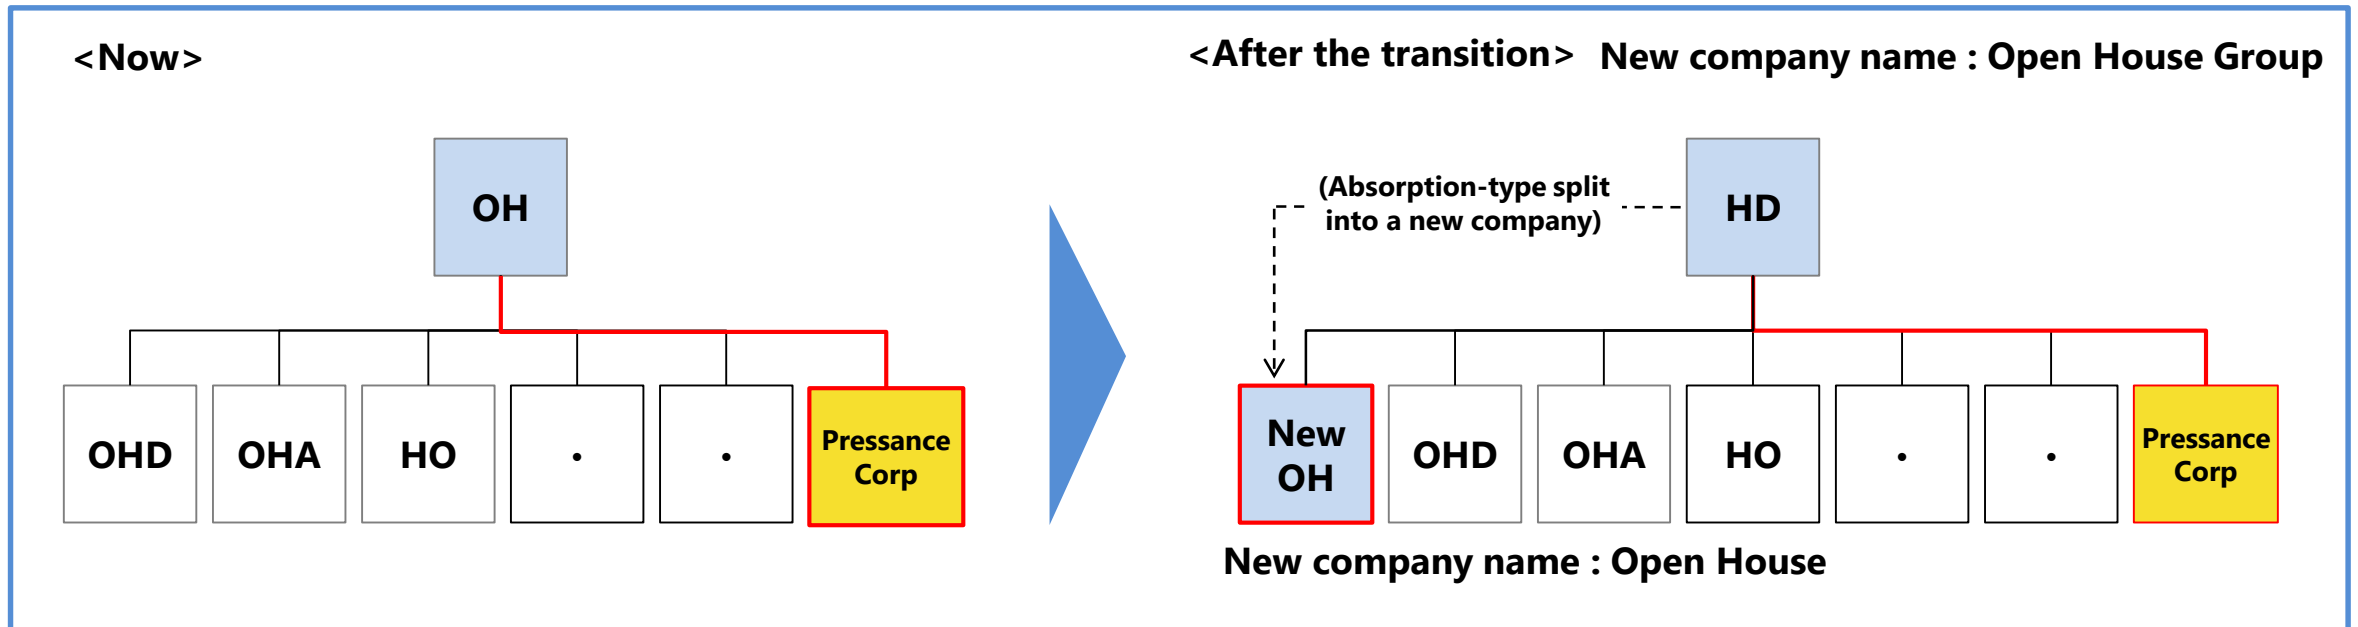 <Now>
OH
OHD
OHA
HO
・
・
Pressance
Corp
<After the transition>
New company name : Open House Group
(Absorption-type split
into a new company)
HD
New
OH
OHD
OHA
HO
・
・
Pressance
Corp
New company name : Open House